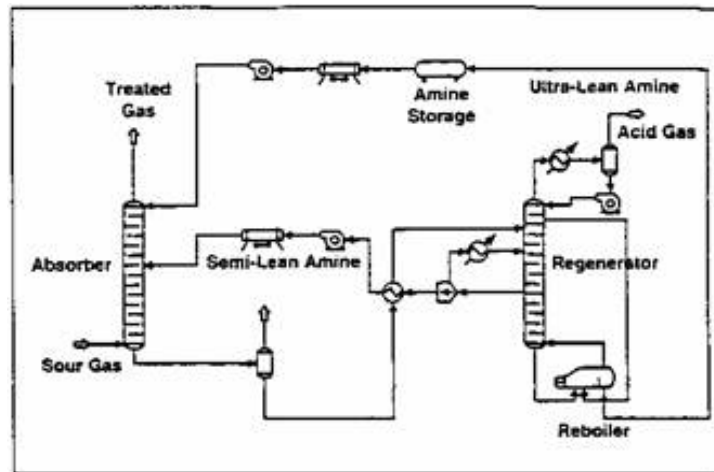 Treated
Gas
Amine
Storage
Ultra-Lean Amine
Acid Gas
Absorber
Semi-Lean Amine
Regenerator
Sour Gas
Reboiler